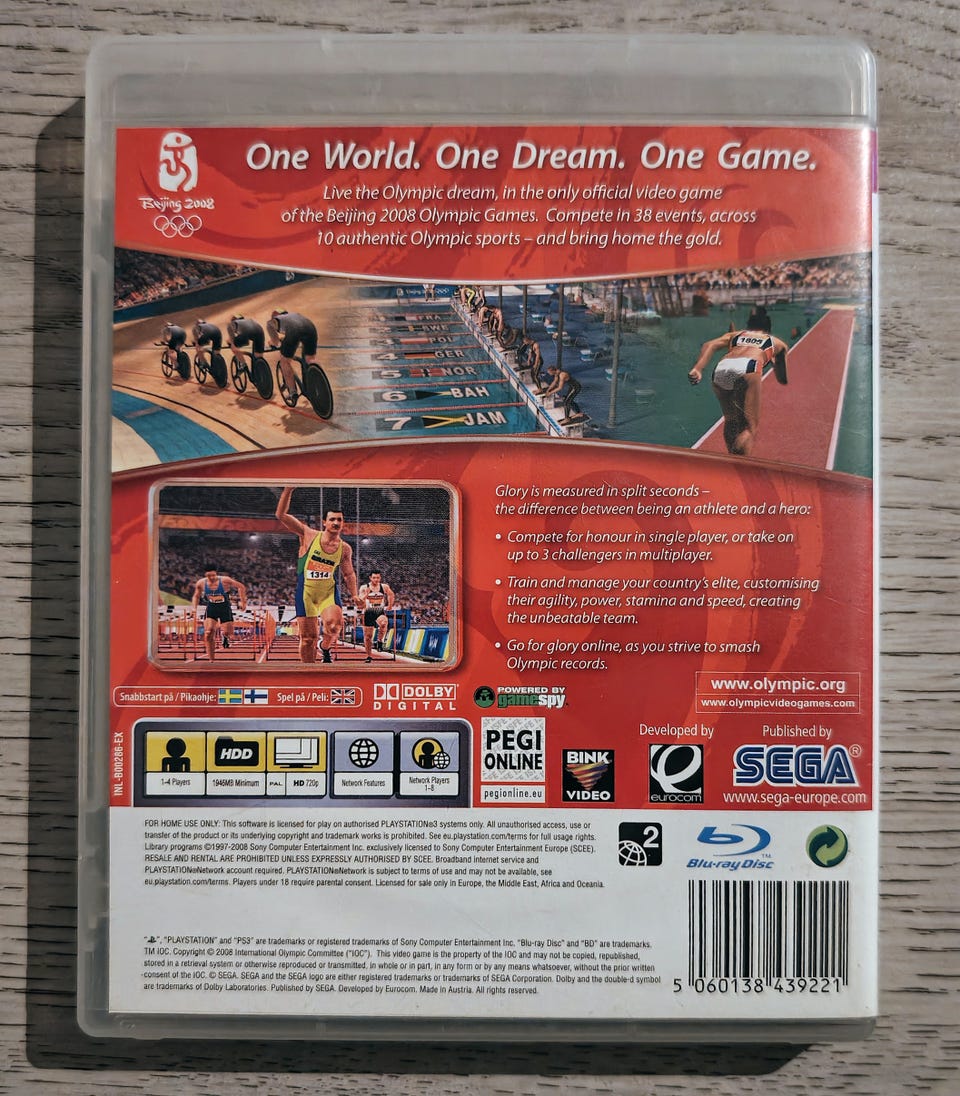 Beijing 2008
One World. One Dream. One Game.
Live the Olympic dream, in the only official video game
of the Beijing 2008 Olympic Games. Compete in 38 events, across
10 authentic Olympic sports – and bring home the gold.
FRA
SWE
POL
4 GER
5 NOR
6 BAH
7 JAM
1805
1314
Glory is measured in split seconds –
the difference between being an athlete and a hero:
• Compete for honour in single player, or take on
up to 3 challengers in multiplayer.
• Train and manage your country's elite, customising
their agility, power, stamina and speed, creating
the unbeatable team.
• Go for glory online, as you strive to smash
Olympic records.
Snabbstart på / Pikaohje: Spel på / Peli:
DOLBY
DIGITAL
POWERED BY
gamespy
www.olympic.org
www.olympicvideogames.com
INL-B00286-EX
1-4 Players
HDD
1946MB Minimum
PAL HD 720p
Network Features
Network Players
1-8
PEGI
ONLINE
pegionline.eu
BINK
VIDEO
Developed by
eurocom
Published by
SEGA®
www.sega-europe.com
FOR HOME USE ONLY: This software is licensed for play on authorised PLAYSTATION®3 systems only. All unauthorised access, use or
transfer of the product or its underlying copyright and trademark works is prohibited. See eu.playstation.com/terms for full usage rights.
Library programs ©1997-2008 Sony Computer Entertainment Inc. exclusively licensed to Sony Computer Entertainment Europe (SCEE).
RESALE AND RENTAL ARE PROHIBITED UNLESS EXPRESSLY AUTHORISED BY SCEE. Broadband internet service and
PLAYSTATION®Network account required. PLAYSTATION®Network is subject to terms of use and may not be available, see
eu.playstation.com/terms. Players under 18 require parental consent. Licensed for sale only in Europe, the Middle East, Africa and Oceania.
2
Blu-ray Disc™
"", "PLAYSTATION" and "PS3" are trademarks or registered trademarks of Sony Computer Entertainment Inc. "Blu-ray Disc" and "BD" are trademarks.
TM IOC. Copyright © 2008 International Olympic Committee ("IOC"). This video game is the property of the IOC and may not be copied, republished,
stored in a retrieval system or otherwise reproduced or transmitted, in whole or in part, in any form or by any means whatsoever, without the prior written
consent of the IOC. © SEGA. SEGA and the SEGA logo are either registered trademarks or trademarks of SEGA Corporation. Dolby and the double-d symbol
are trademarks of Dolby Laboratories. Published by SEGA. Developed by Eurocom. Made in Austria. All rights reserved.
5 060138 439221